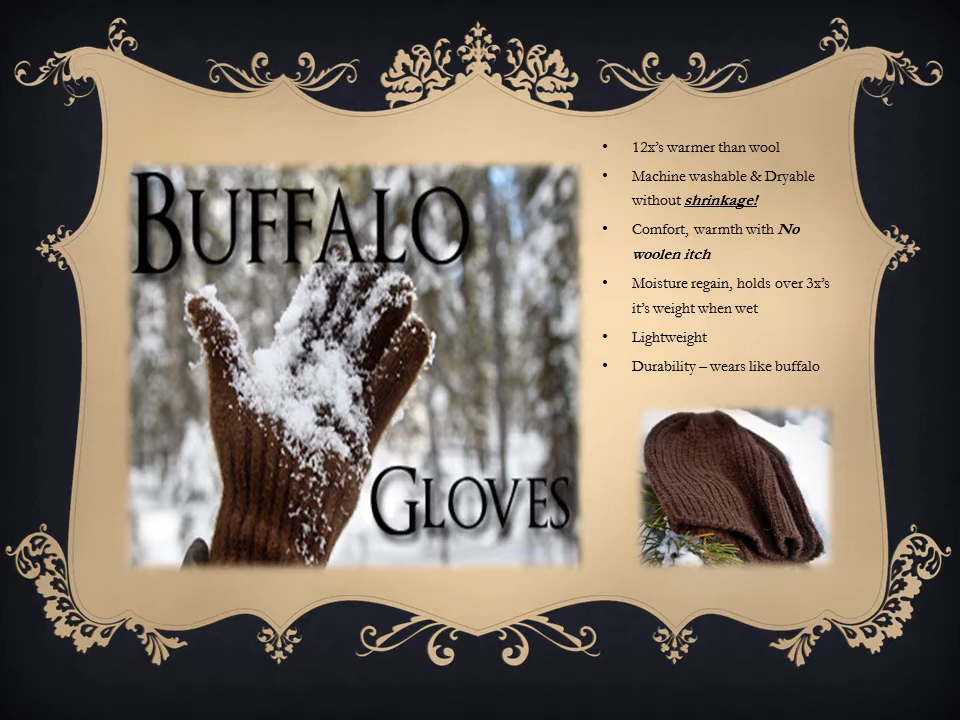 BUFFALO
GLOVES
• 12x’s warmer than wool
• Machine washable & Dryable
without shrinkage!
• Comfort, warmth with No
woolen itch
• Moisture regain, holds over 3x’s
it’s weight when wet
• Lightweight
• Durability – wears like buffalo